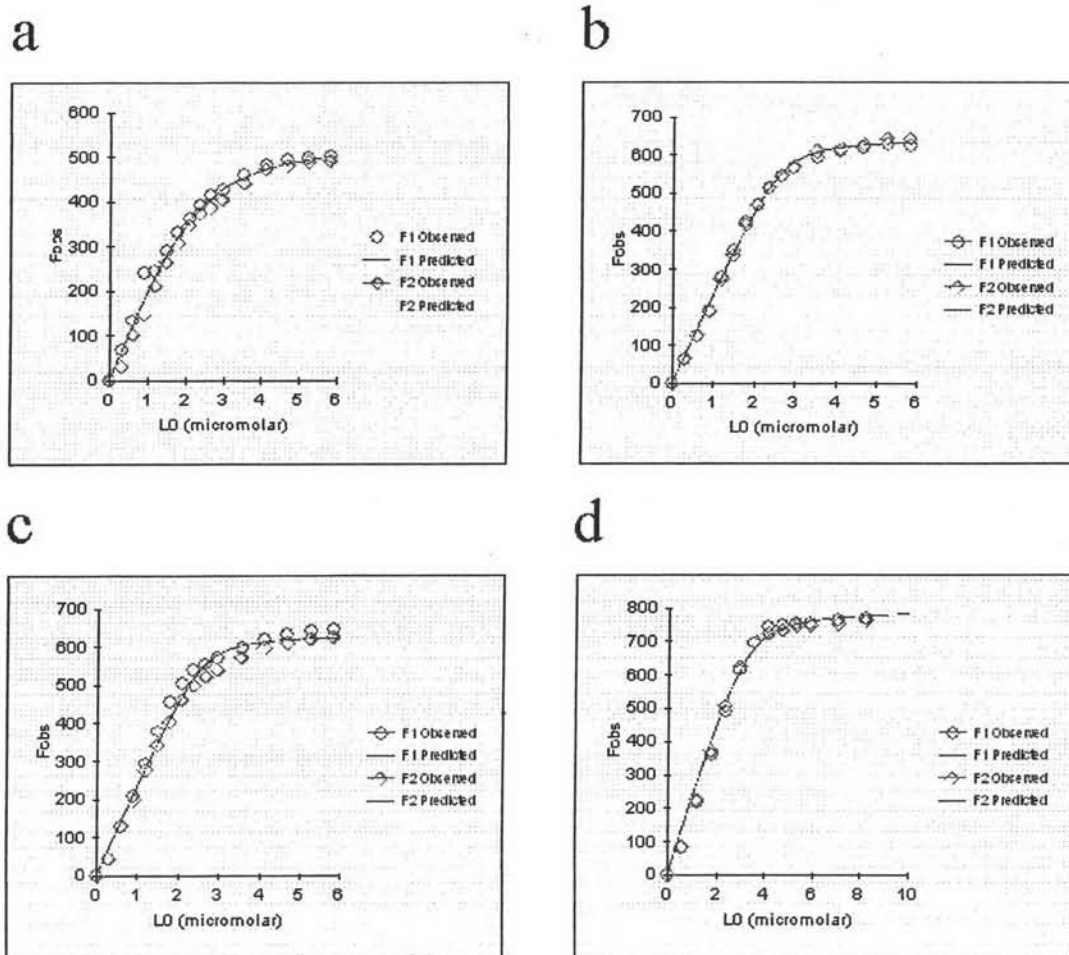 a
b
600
500
400
300
200
100
0
Fobs
0 1 2 3 4 5 6
L0 (micromolar)
F1 Observed
F1 Predicted
F2 Observed
F2 Predicted
700
600
500
400
300
200
100
0
Fobs
0 1 2 3 4 5 6
L0 (micromolar)
F1 Observed
F1 Predicted
F2 Observed
F2 Predicted
c
d
700
600
500
400
300
200
100
0
Fobs
0 1 2 3 4 5 6
L0 (micromolar)
F1 Observed
F1 Predicted
F2 Observed
F2 Predicted
800
700
600
500
400
300
200
100
0
Fobs
0 2 4 6 8 10
L0 (micromolar)
F1 Observed
F1 Predicted
F2 Observed
F2 Predicted